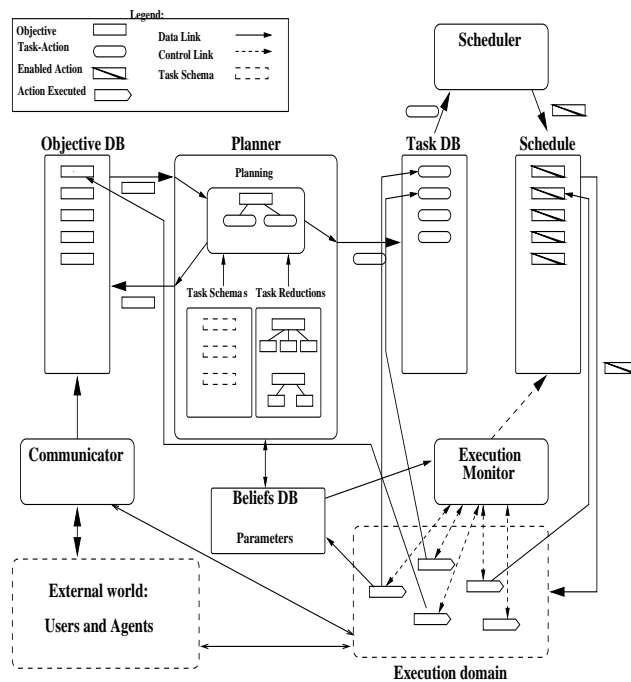 Legend:
Objective
Task-Action
Enabled Action
Action Executed
Data Link
Control Link
Task Schema
Scheduler
Objective DB
Planner
Task DB
Schedule
Planning
Task Schemas
Task Reductions
Communicator
Execution
Monitor
Beliefs DB
Parameters
External world:
Users and Agents
Execution domain